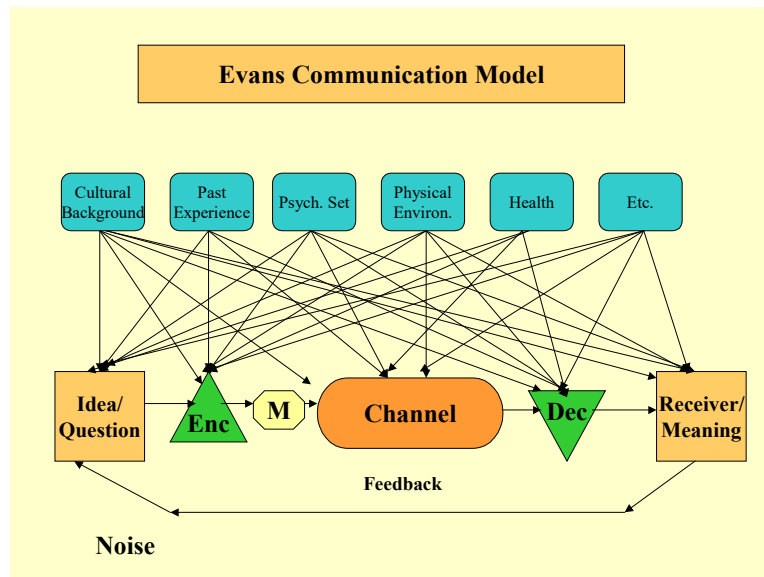 Evans Communication Model
Cultural
Background
Past
Experience
Psych. Set
Physical
Environ.
Health
Etc.
Idea/
Question
Enc
M
Channel
Dec
Receiver/
Meaning
Feedback
Noise